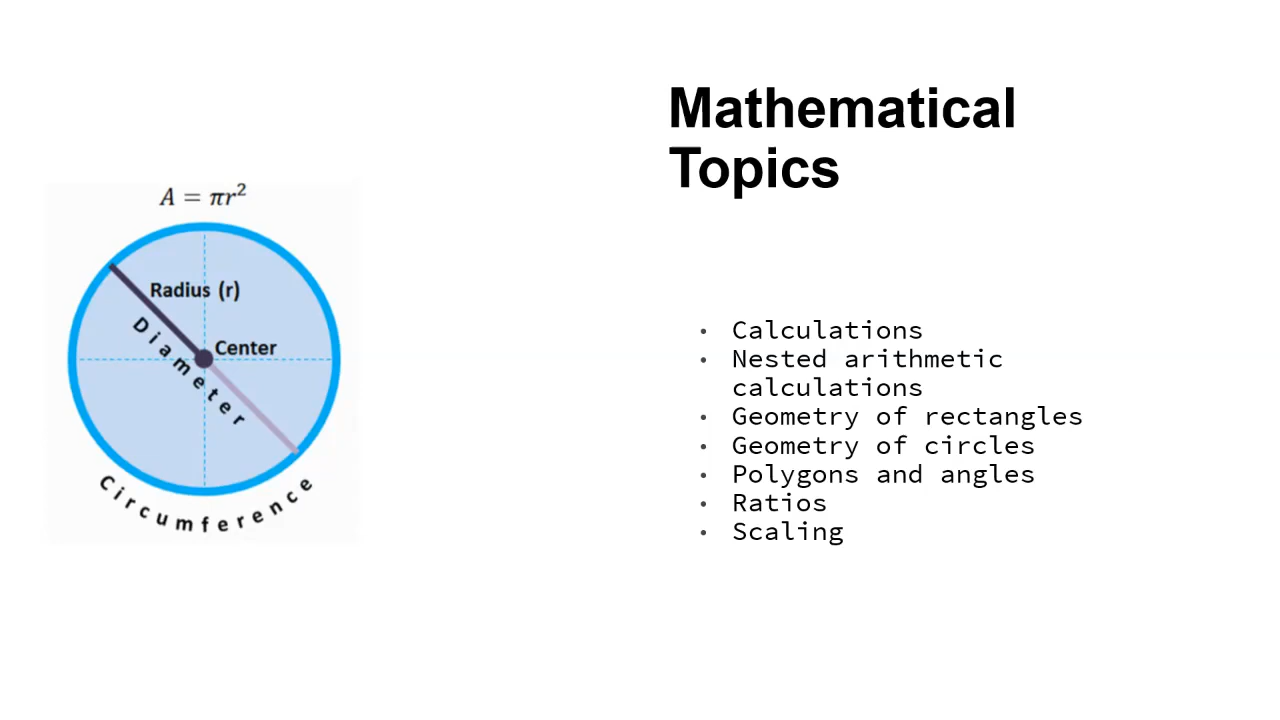 Mathematical
Topics
A = πr²
Radius (r)
Center
Diameter
Circumference
• Calculations
• Nested arithmetic
calculations
• Geometry of rectangles
• Geometry of circles
• Polygons and angles
• Ratios
• Scaling